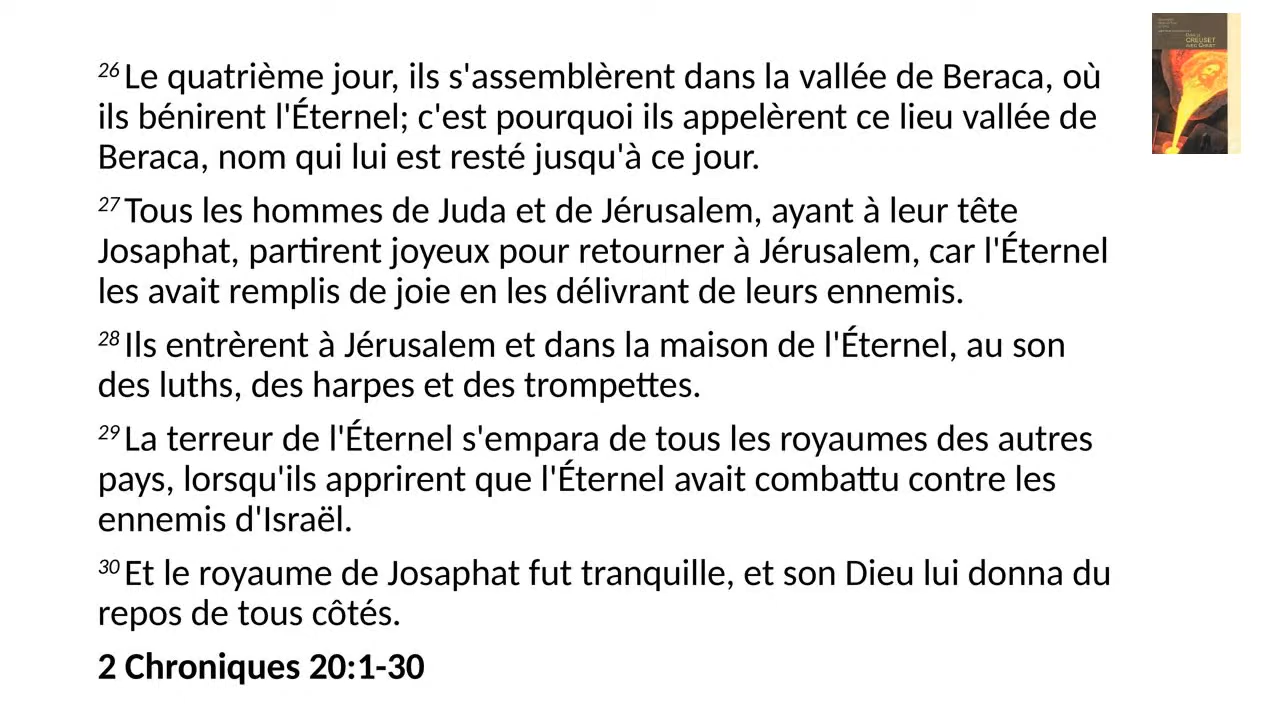 26 Le quatrième jour, ils s'assemblèrent dans la vallée de Beraca, où
ils bénirent l'Éternel; c'est pourquoi ils appelèrent ce lieu vallée de
Beraca, nom qui lui est resté jusqu'à ce jour.
27 Tous les hommes de Juda et de Jérusalem, ayant à leur tête
Josaphat, partirent joyeux pour retourner à Jérusalem, car l'Éternel
les avait remplis de joie en les délivrant de leurs ennemis.
28 Ils entrèrent à Jérusalem et dans la maison de l'Éternel, au son
des luths, des harpes et des trompettes.
29 La terreur de l'Éternel s'empara de tous les royaumes des autres
pays, lorsqu'ils apprirent que l'Éternel avait combattu contre les
ennemis d'Israël.
30 Et le royaume de Josaphat fut tranquille, et son Dieu lui donna du
repos de tous côtés.
2 Chroniques 20:1-30
CREUSET
AVEC CHRIST